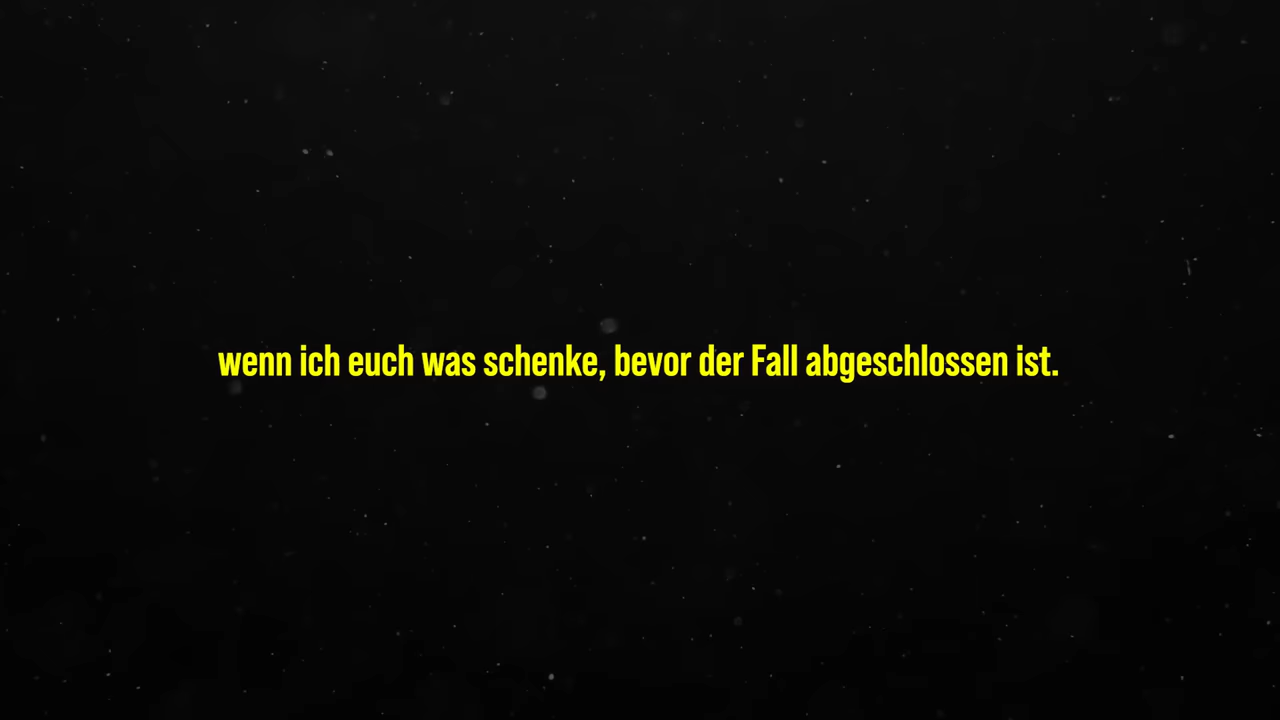 wenn ich euch was schenke, bevor der Fall abgeschlossen ist.